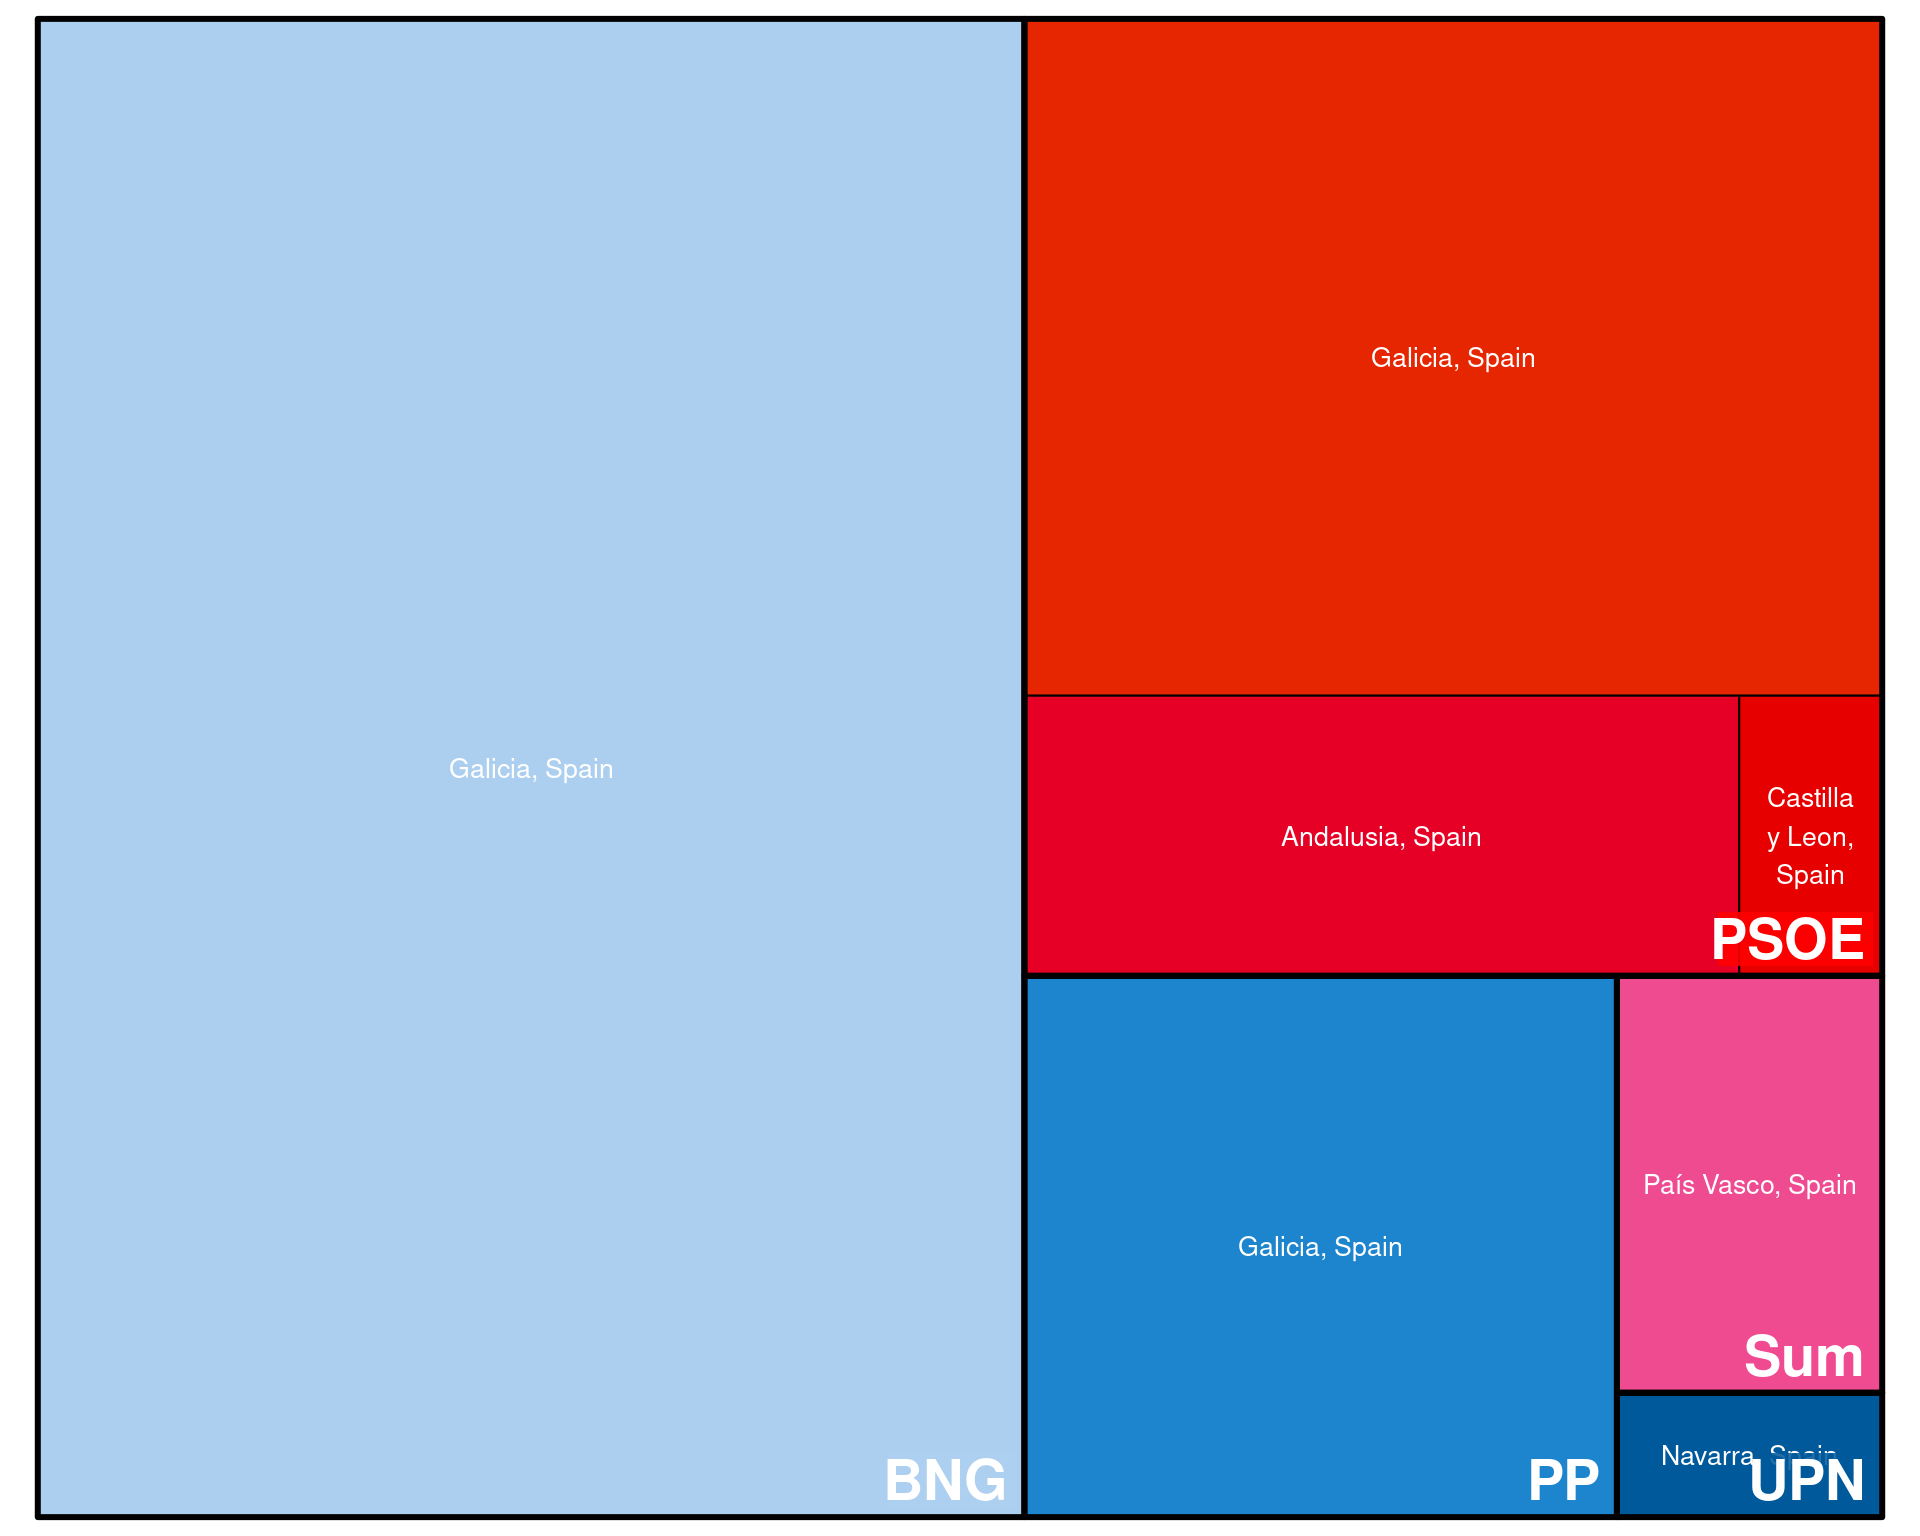 Galicia, Spain
BNG
Galicia, Spain
Andalusia, Spain
Castilla
y Leon,
Spain
PSOE
Galicia, Spain
PP
País Vasco, Spain
Sum
Navarra, Spain
UPN